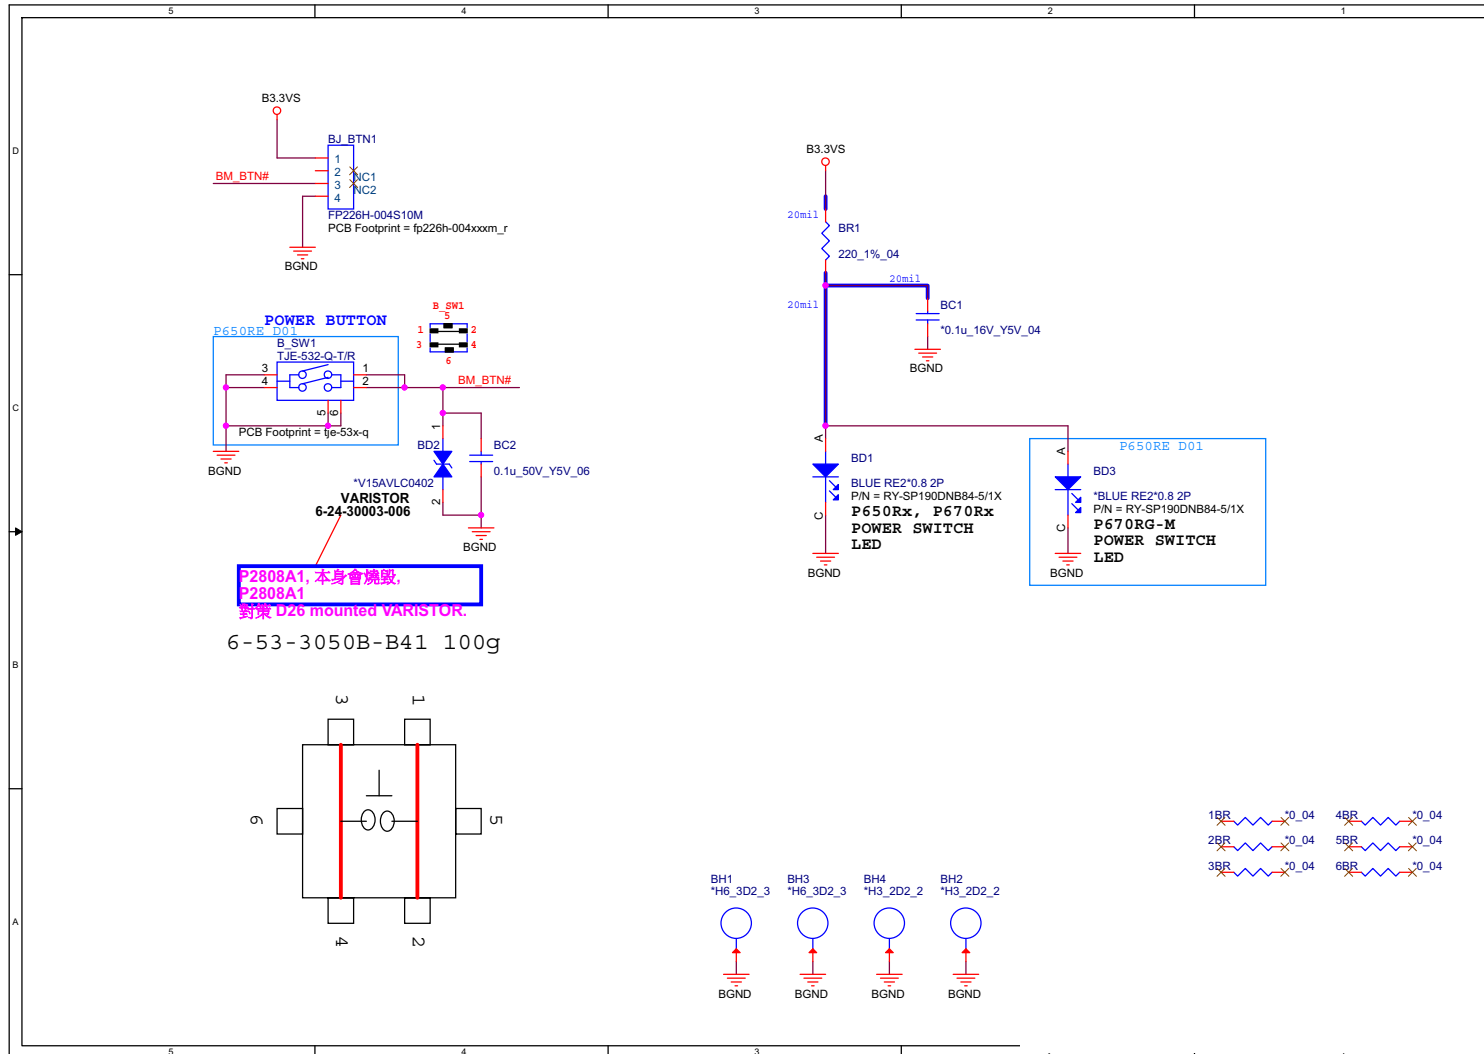 5 4 3 2 1
D
C
B
A
B3.3VS
BJ_BTN1
1
2
3
4
NC1
NC2
BM_BTN#
FP226H-004S10M
PCB Footprint = fp226h-004xxxm_r
BGND
POWER BUTTON
P650RE D01
B_SW1
TJE-532-Q-T/R
3
4
1
2
5
6
PCB Footprint = tje-53x-q
BGND
B_SW1
5
1 2
3 4
6
BM_BTN#
1
BD2
2
*V15AVLC0402
VARISTOR
6-24-30003-006
BC2
0.1u_50V_Y5V_06
BGND
P2808A1, 本身會燒毀,
P2808A1
對策 D26 mounted VARISTOR.
6-53-3050B-B41 100g
3 1
6 5
4 2
B3.3VS
20mil
BR1
220_1%_04
20mil
20mil
BC1
*0.1u_16V_Y5V_04
BGND
A
BD1
C
BLUE RE2*0.8 2P
P/N = RY-SP190DNB84-5/1X
P650Rx, P670Rx
POWER SWITCH
LED
BGND
P650RE D01
A
BD3
C
*BLUE RE2*0.8 2P
P/N = RY-SP190DNB84-5/1X
P670RG-M
POWER SWITCH
LED
BGND
1BR *0_04 4BR *0_04
2BR *0_04 5BR *0_04
3BR *0_04 6BR *0_04
BH1 BH3 BH4 BH2
*H6_3D2_3 *H6_3D2_3 *H3_2D2_2 *H3_2D2_2
BGND BGND BGND BGND
5 4 3